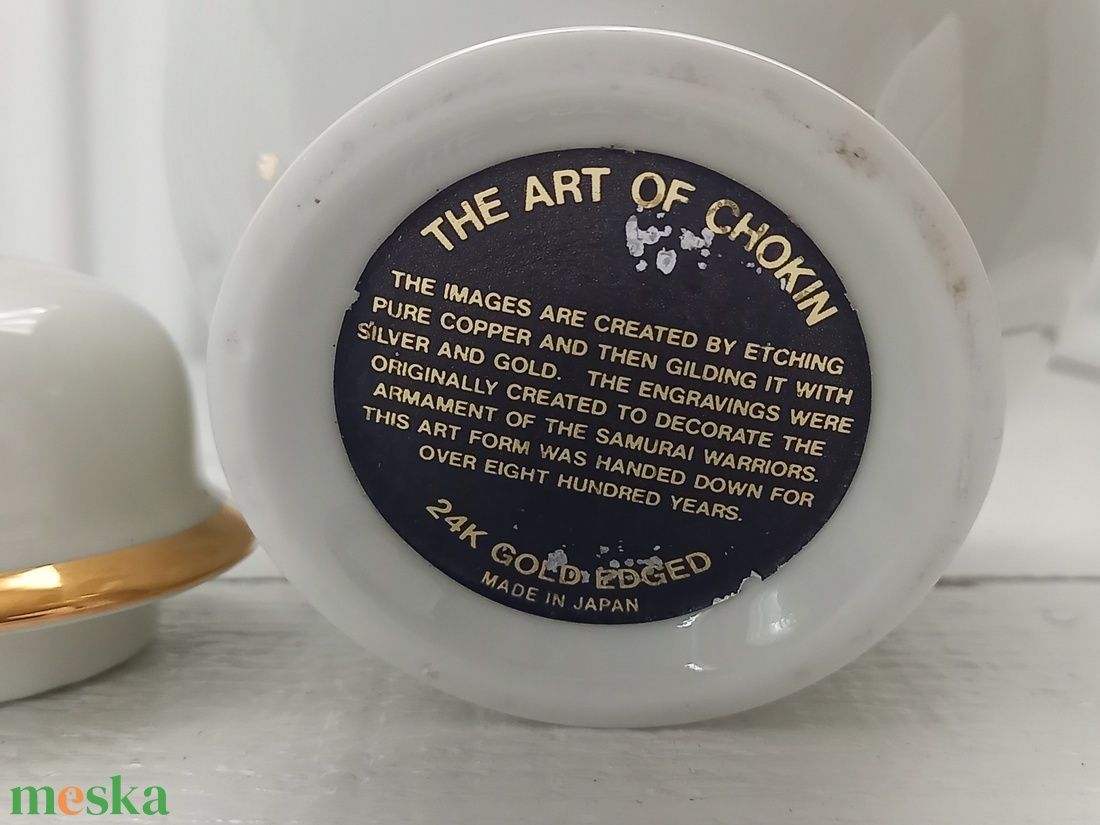 THE ART OF CHOKIN
THE IMAGES ARE CREATED BY ETCHING
PURE COPPER AND THEN GILDING IT WITH
SILVER AND GOLD. THE ENGRAVINGS WERE
ORIGINALLY CREATED TO DECORATE THE
ARMAMENT OF THE SAMURAI WARRIORS.
THIS ART FORM WAS HANDED DOWN FOR
OVER EIGHT HUNDRED YEARS.
24K GOLD EDGED
MADE IN JAPAN
meska